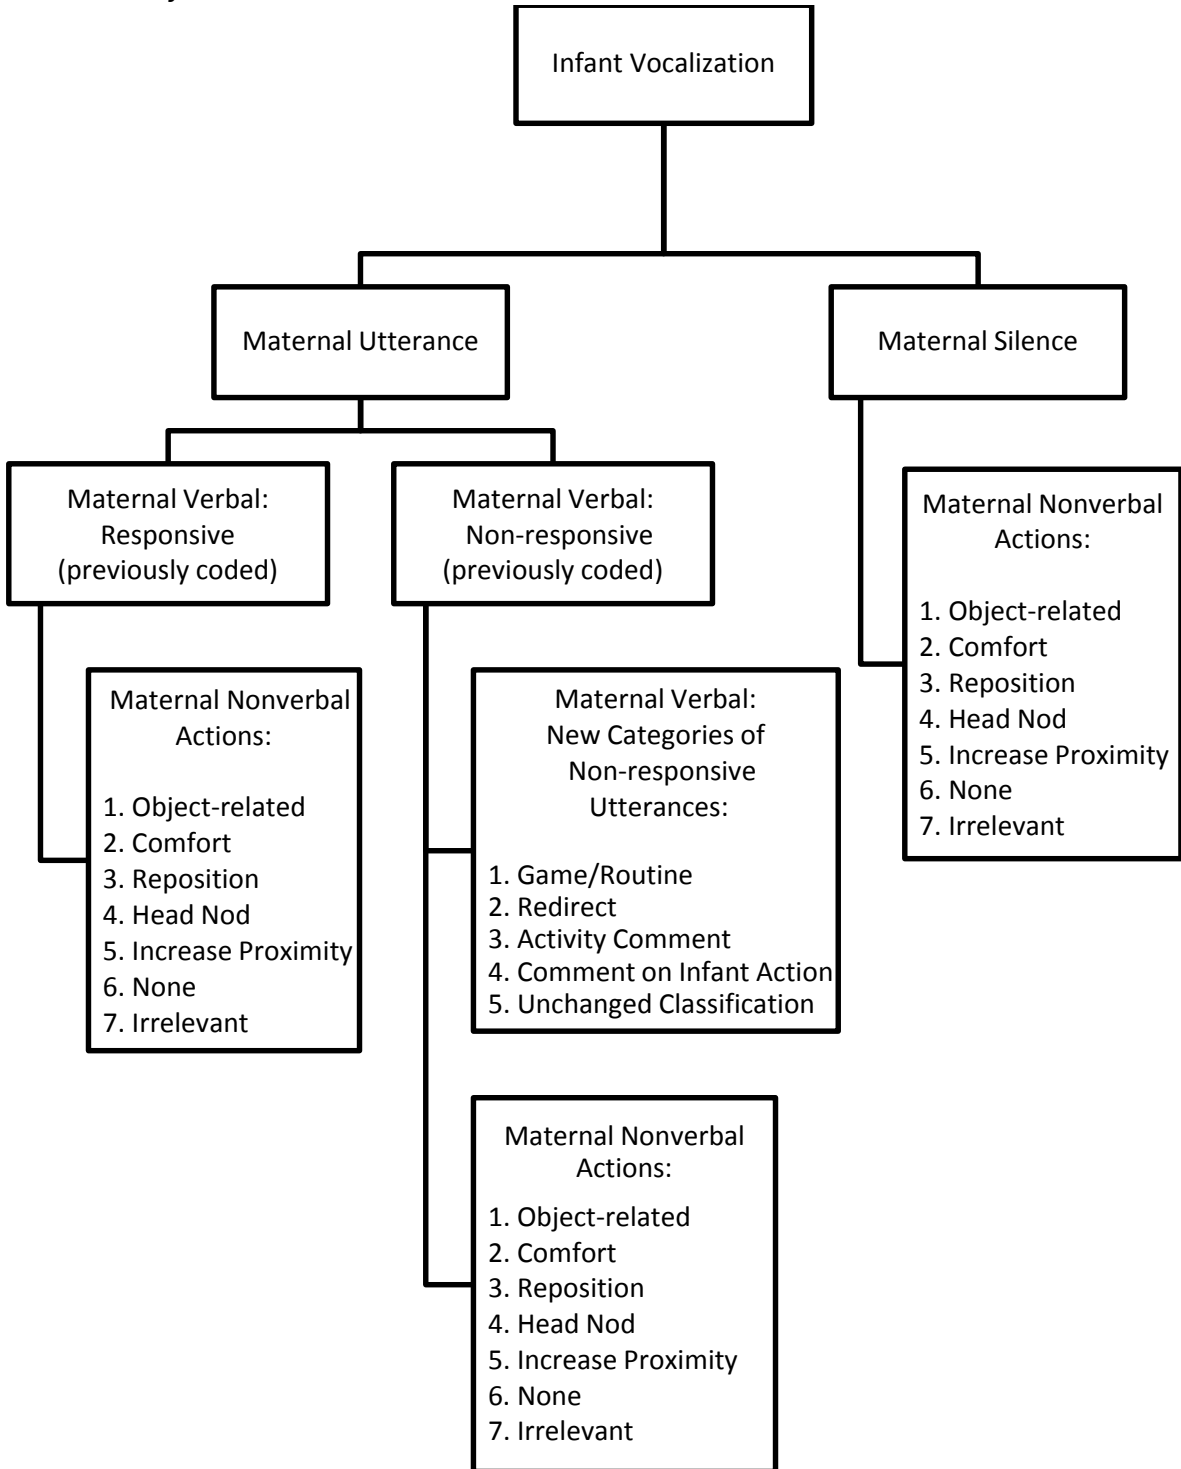 Infant Vocalization
Maternal Utterance
Maternal Silence
Maternal Verbal:
Responsive
(previously coded)
Maternal Verbal:
Non-responsive
(previously coded)
Maternal Nonverbal
Actions:
1. Object-related
2. Comfort
3. Reposition
4. Head Nod
5. Increase Proximity
6. None
7. Irrelevant
Maternal Nonverbal
Actions:
1. Object-related
2. Comfort
3. Reposition
4. Head Nod
5. Increase Proximity
6. None
7. Irrelevant
Maternal Verbal:
New Categories of
Non-responsive
Utterances:
1. Game/Routine
2. Redirect
3. Activity Comment
4. Comment on Infant Action
5. Unchanged Classification
Maternal Nonverbal
Actions:
1. Object-related
2. Comfort
3. Reposition
4. Head Nod
5. Increase Proximity
6. None
7. Irrelevant